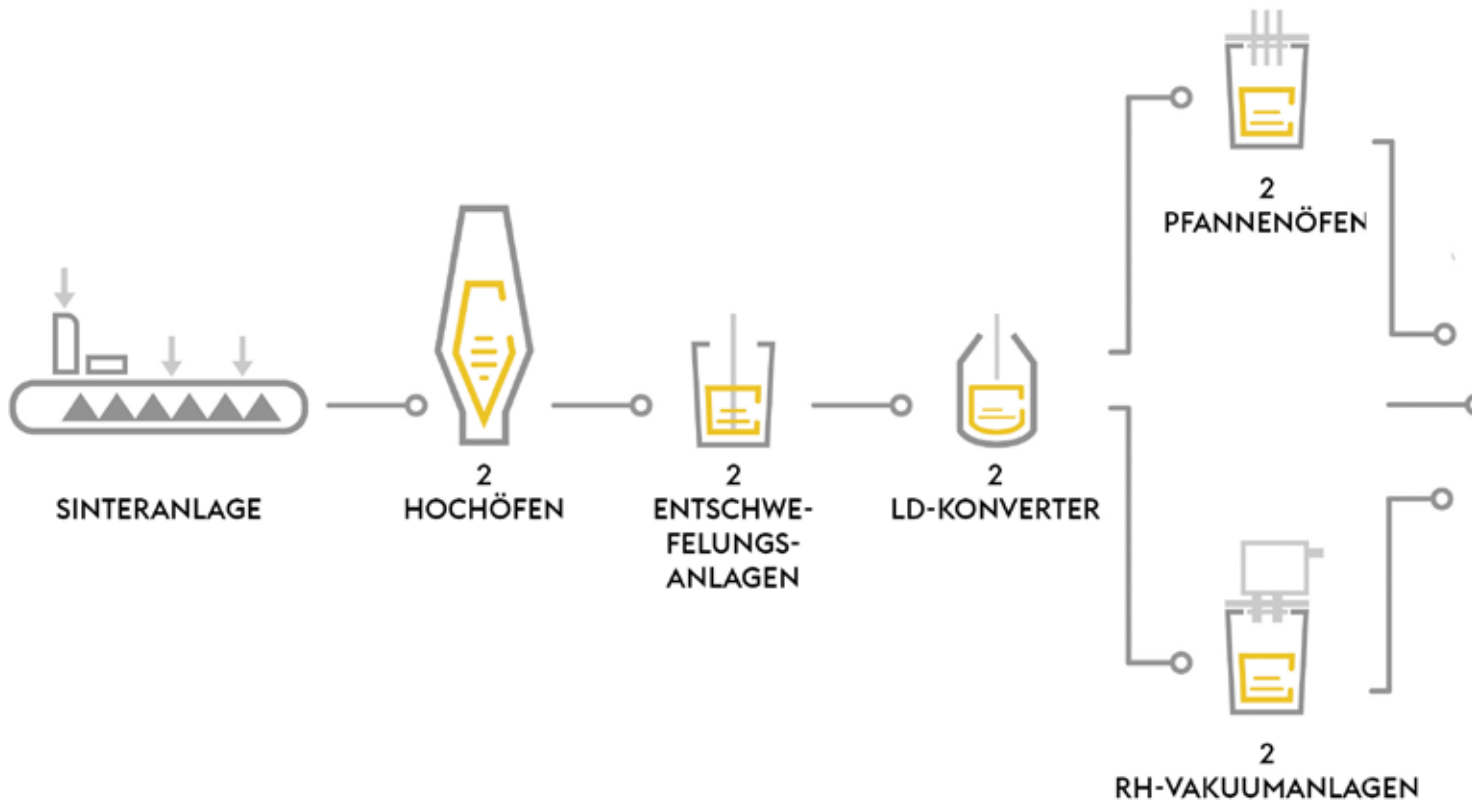 SINTERANLAGE
2
HOCHÖFEN
2
ENTSCHWE-
FELUNGS-
ANLAGEN
2
LD-KONVERTER
2
PFANNENÖFEN
2
RH-VAKUUMANLAGEN